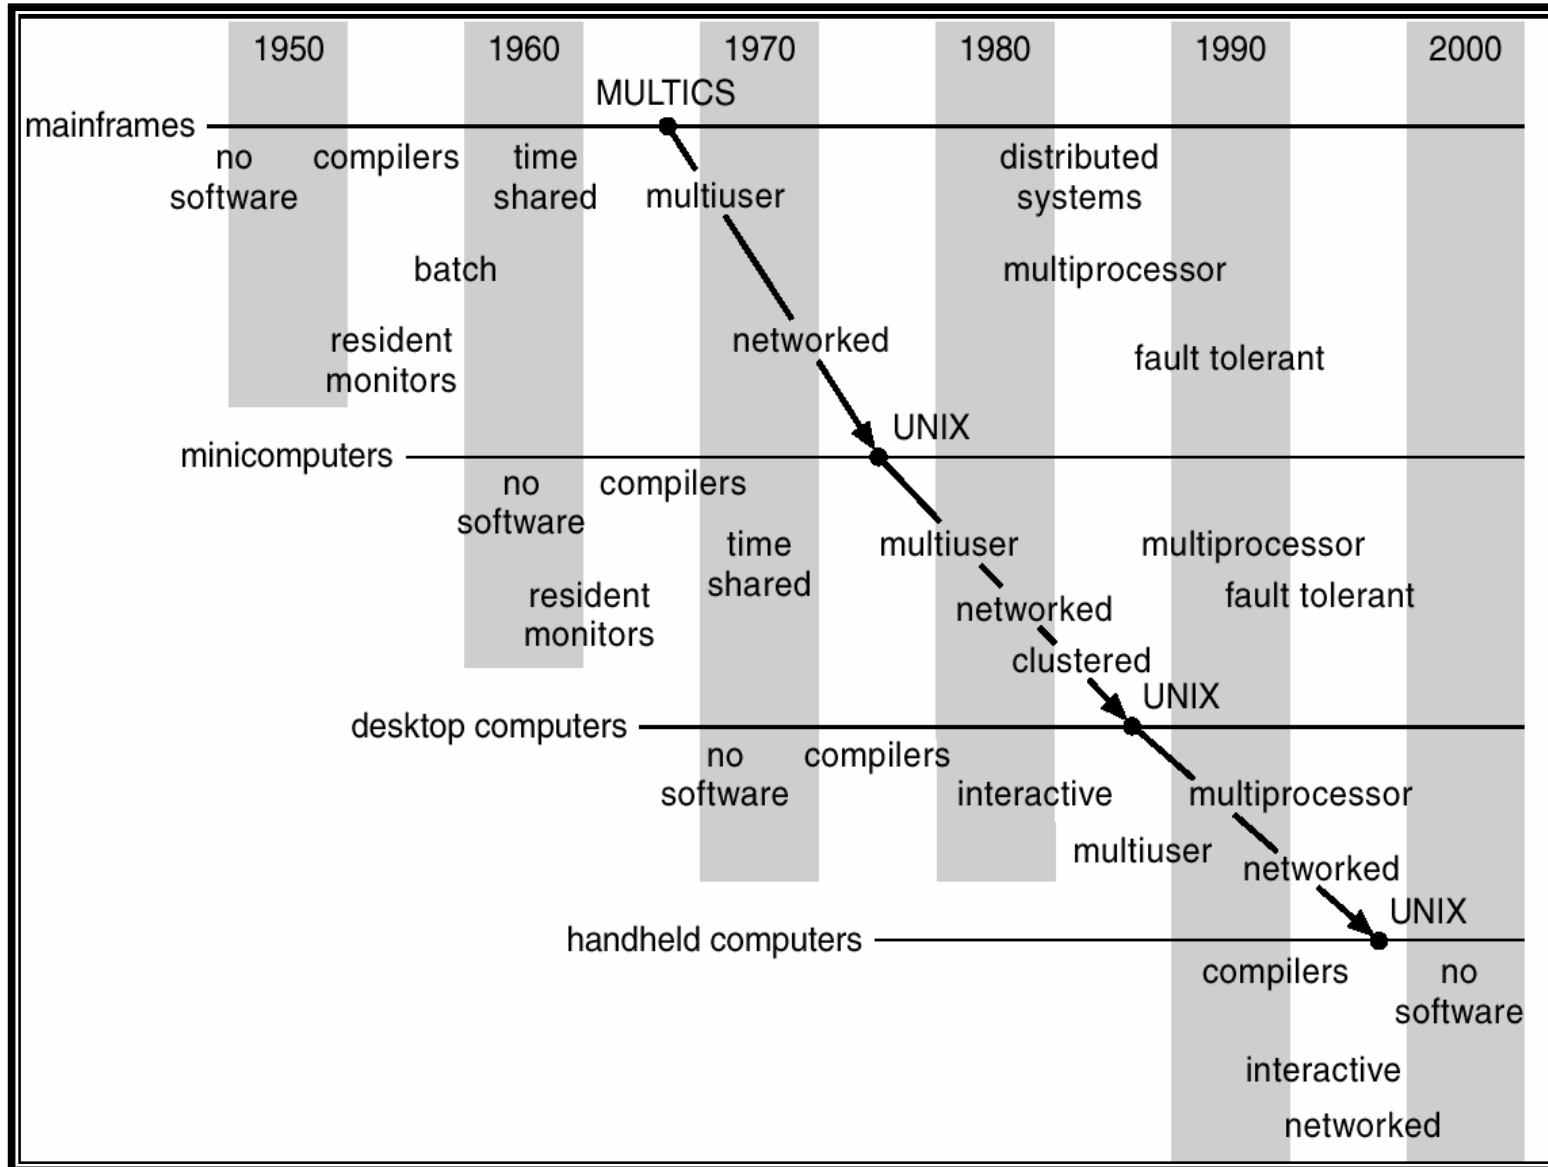 1950 1960 1970 1980 1990 2000
MULTICS
mainframes
no compilers time distributed
software shared multiuser systems
batch multiprocessor
resident networked fault tolerant
monitors
UNIX
minicomputers
no compilers
software
time multiuser multiprocessor
shared
resident networked fault tolerant
monitors
clustered
UNIX
desktop computers
no compilers
software interactive multiprocessor
multiuser
networked
UNIX
handheld computers
compilers no
software
interactive
networked